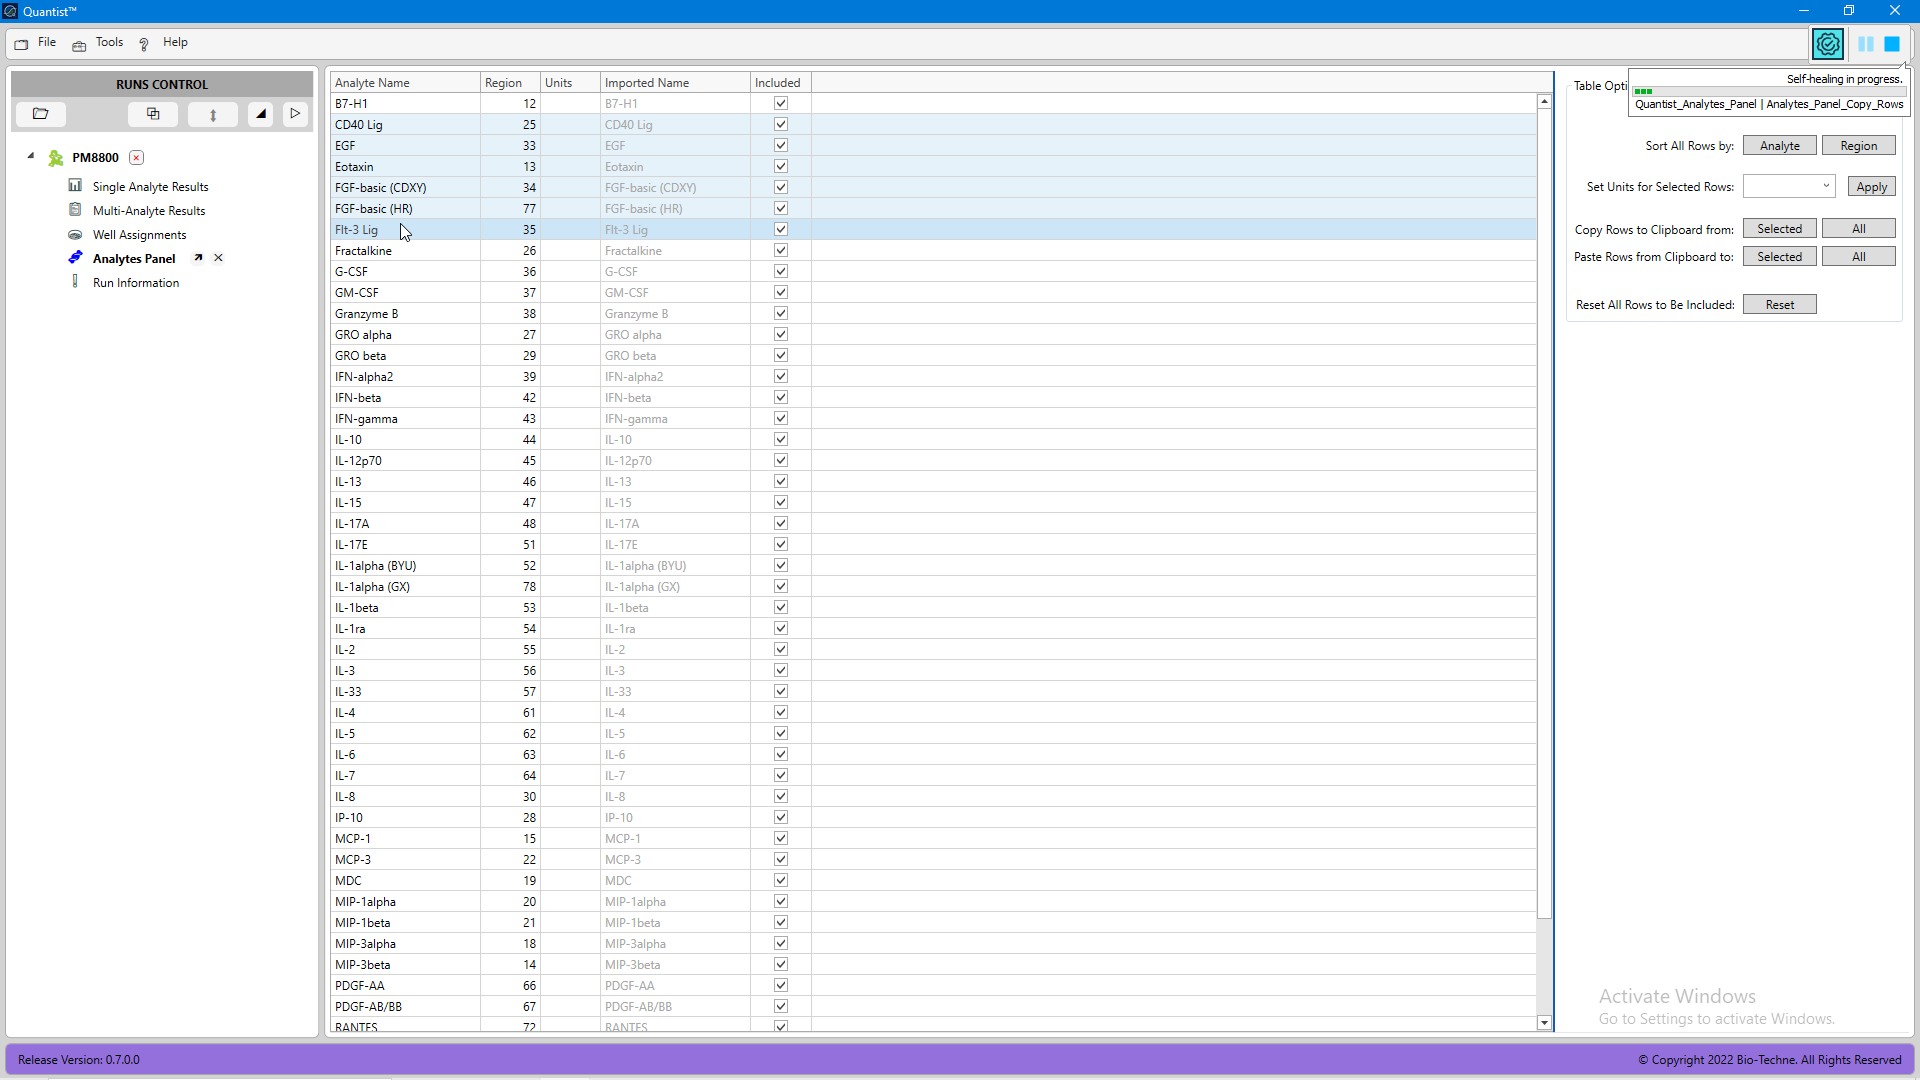 Quantist™
File Tools Help
RUNS CONTROL
PM8800
Single Analyte Results
Multi-Analyte Results
Well Assignments
Analytes Panel
Run Information
Analyte Name Region Units Imported Name Included
B7-H1 12 B7-H1
CD40 Lig 25 CD40 Lig
EGF 33 EGF
Eotaxin 13 Eotaxin
FGF-basic (CDXY) 34 FGF-basic (CDXY)
FGF-basic (HR) 77 FGF-basic (HR)
Flt-3 Lig 35 Flt-3 Lig
Fractalkine 26 Fractalkine
G-CSF 36 G-CSF
GM-CSF 37 GM-CSF
Granzyme B 38 Granzyme B
GRO alpha 27 GRO alpha
GRO beta 29 GRO beta
IFN-alpha2 39 IFN-alpha2
IFN-beta 42 IFN-beta
IFN-gamma 43 IFN-gamma
IL-10 44 IL-10
IL-12p70 45 IL-12p70
IL-13 46 IL-13
IL-15 47 IL-15
IL-17A 48 IL-17A
IL-17E 51 IL-17E
IL-1alpha (BYU) 52 IL-1alpha (BYU)
IL-1alpha (GX) 78 IL-1alpha (GX)
IL-1beta 53 IL-1beta
IL-1ra 54 IL-1ra
IL-2 55 IL-2
IL-3 56 IL-3
IL-33 57 IL-33
IL-4 61 IL-4
IL-5 62 IL-5
IL-6 63 IL-6
IL-7 64 IL-7
IL-8 30 IL-8
IP-10 28 IP-10
MCP-1 15 MCP-1
MCP-3 22 MCP-3
MDC 19 MDC
MIP-1alpha 20 MIP-1alpha
MIP-1beta 21 MIP-1beta
MIP-3alpha 18 MIP-3alpha
MIP-3beta 14 MIP-3beta
PDGF-AA 66 PDGF-AA
PDGF-AB/BB 67 PDGF-AB/BB
RANTES 72 RANTES
Self-healing in progress.
Quantist_Analytes_Panel | Analytes_Panel_Copy_Rows
Table Opti
Sort All Rows by: Analyte Region
Set Units for Selected Rows: Apply
Copy Rows to Clipboard from: Selected All
Paste Rows from Clipboard to: Selected All
Reset All Rows to Be Included: Reset
Activate Windows
Go to Settings to activate Windows.
Release Version: 0.7.0.0
© Copyright 2022 Bio-Techne. All Rights Reserved